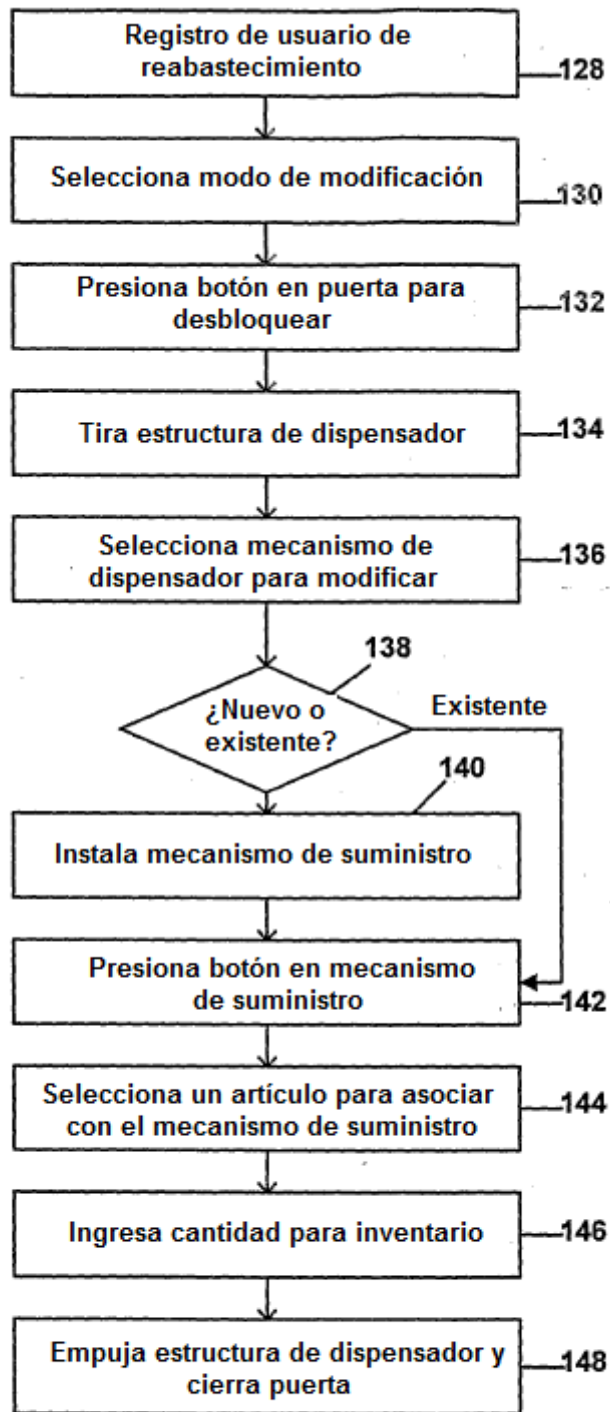 Registro de usuario de
reabastecimiento
128
Selecciona modo de modificación
130
Presiona botón en puerta para
desbloquear
132
Tira estructura de dispensador
134
Selecciona mecanismo de
dispensador para modificar
136
138
¿Nuevo o
existente?
Existente
140
Instala mecanismo de suministro
Presiona botón en mecanismo
de suministro
142
Selecciona un artículo para asociar
con el mecanismo de suministro
144
Ingresa cantidad para inventario
146
Empuja estructura de dispensador y
cierra puerta
148